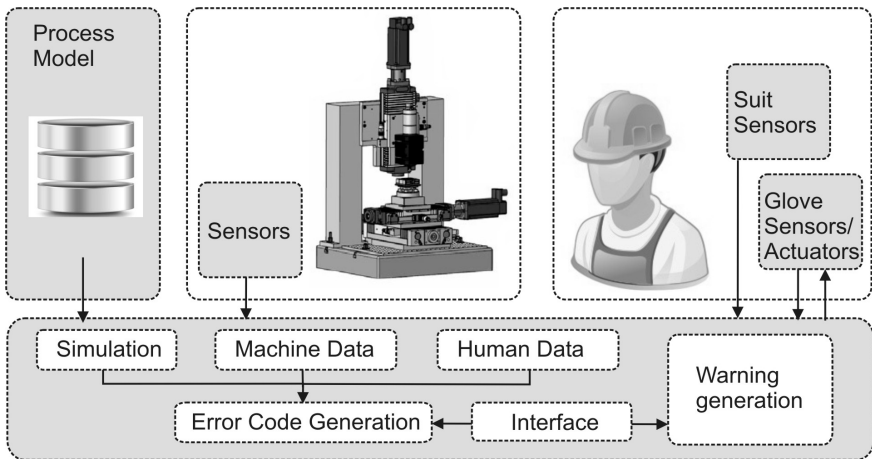 Process
Model
Sensors
Suit
Sensors
Glove
Sensors/
Actuators
Simulation
Machine Data
Human Data
Warning
generation
Error Code Generation
Interface